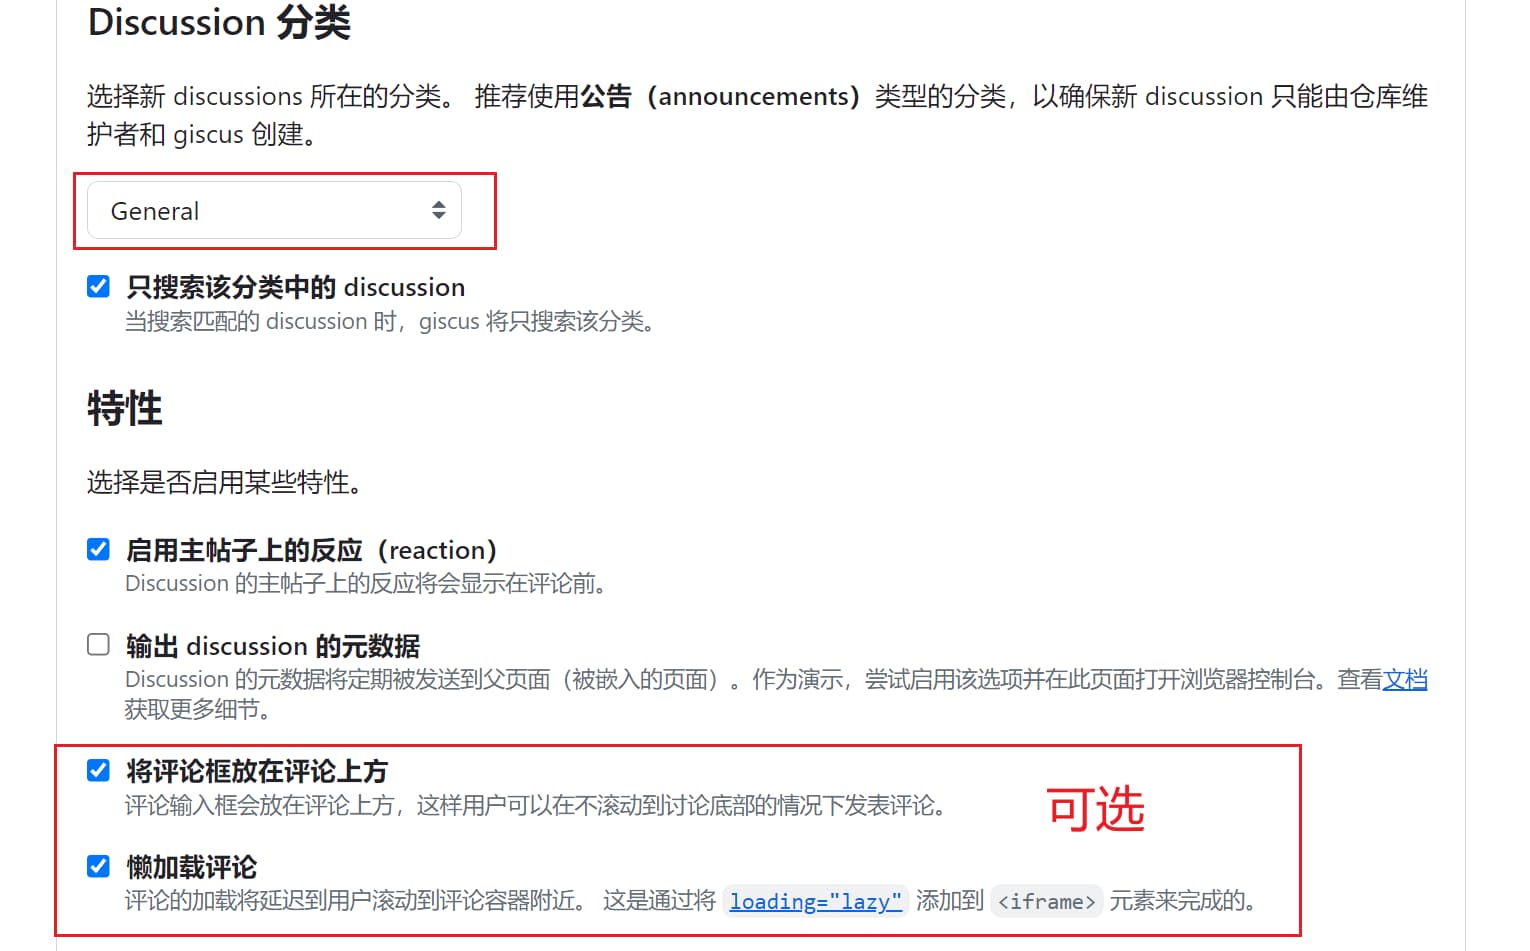 Discussion 分类
选择新 discussions 所在的分类。 推荐使用公告（announcements）类型的分类，以确保新 discussion 只能由仓库维
护者和 giscus 创建。
General
只搜索该分类中的 discussion
当搜索匹配的 discussion 时，giscus 将只搜索该分类。
特性
选择是否启用某些特性。
启用主帖子上的反应（reaction）
Discussion 的主帖子上的反应将会显示在评论前。
输出 discussion 的元数据
Discussion 的元数据将定期被发送到父页面（被嵌入的页面）。作为演示，尝试启用该选项并在此页面打开浏览器控制台。查看文档
获取更多细节。
将评论框放在评论上方
评论输入框会放在评论上方，这样用户可以在不滚动到讨论底部的情况下发表评论。
可选
懒加载评论
评论的加载将延迟到用户滚动到评论容器附近。 这是通过将 loading="lazy" 添加到 <iframe> 元素来完成的。